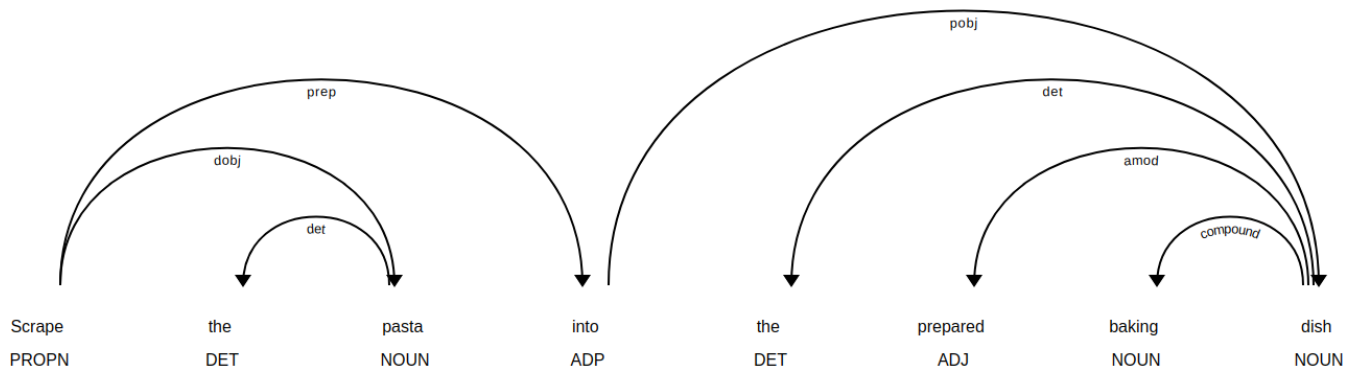 pobj
prep det
dobj amod
det compound
Scrape the pasta into the prepared baking dish
PROPN DET NOUN ADP DET ADJ NOUN NOUN